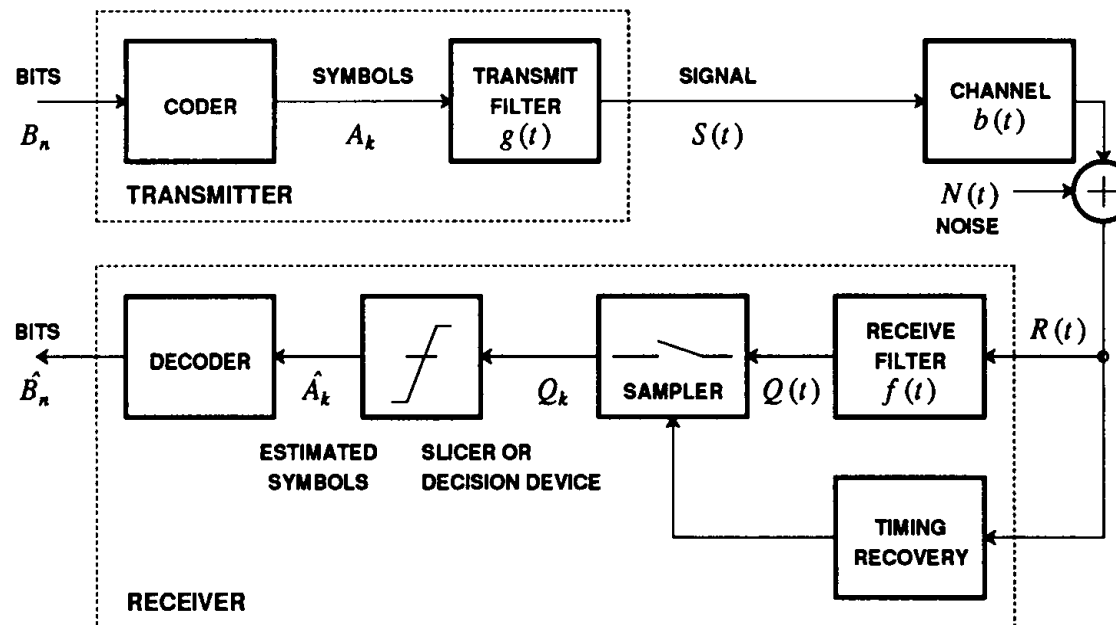 BITS
B_n
CODER
SYMBOLS
A_k
TRANSMIT
FILTER
g(t)
TRANSMITTER
SIGNAL
S(t)
CHANNEL
b(t)
N(t)
NOISE
+
BITS
B̂_n
DECODER
Â_k
ESTIMATED
SYMBOLS
SLICER OR
DECISION DEVICE
Q_k
SAMPLER
Q(t)
RECEIVE
FILTER
f(t)
R(t)
TIMING
RECOVERY
RECEIVER